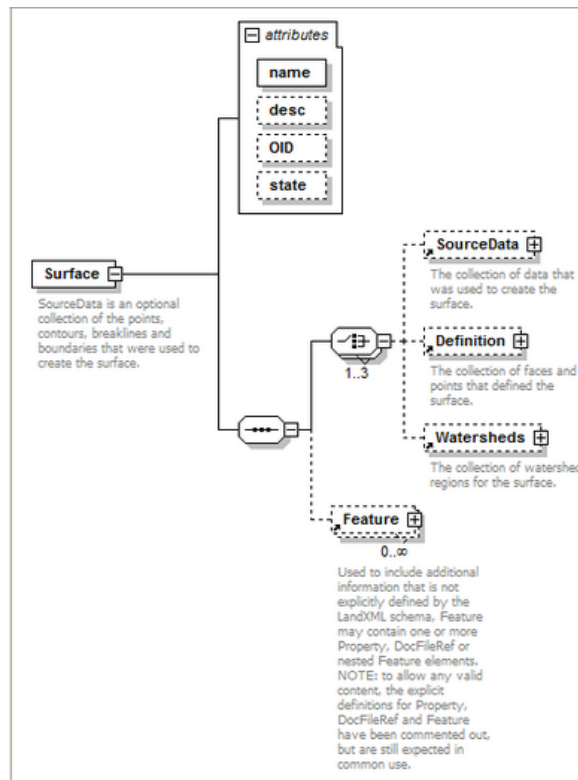 attributes
name
desc
OID
state
Surface
SourceData is an optional
collection of the points,
contours, breaklines and
boundaries that were used to
create the surface.
1..3
SourceData
The collection of data that
was used to create the
surface.
Definition
The collection of faces and
points that defined the
surface.
Watersheds
The collection of watershed
regions for the surface.
Feature
0..∞
Used to include additional
information that is not
explicitly defined by the
LandXML schema, Feature
may contain one or more
Property, DocFileRef or
nested Feature elements.
NOTE: to allow any valid
content, the explicit
definitions for Property,
DocFileRef and Feature
have been commented out,
but are still expected in
common use.